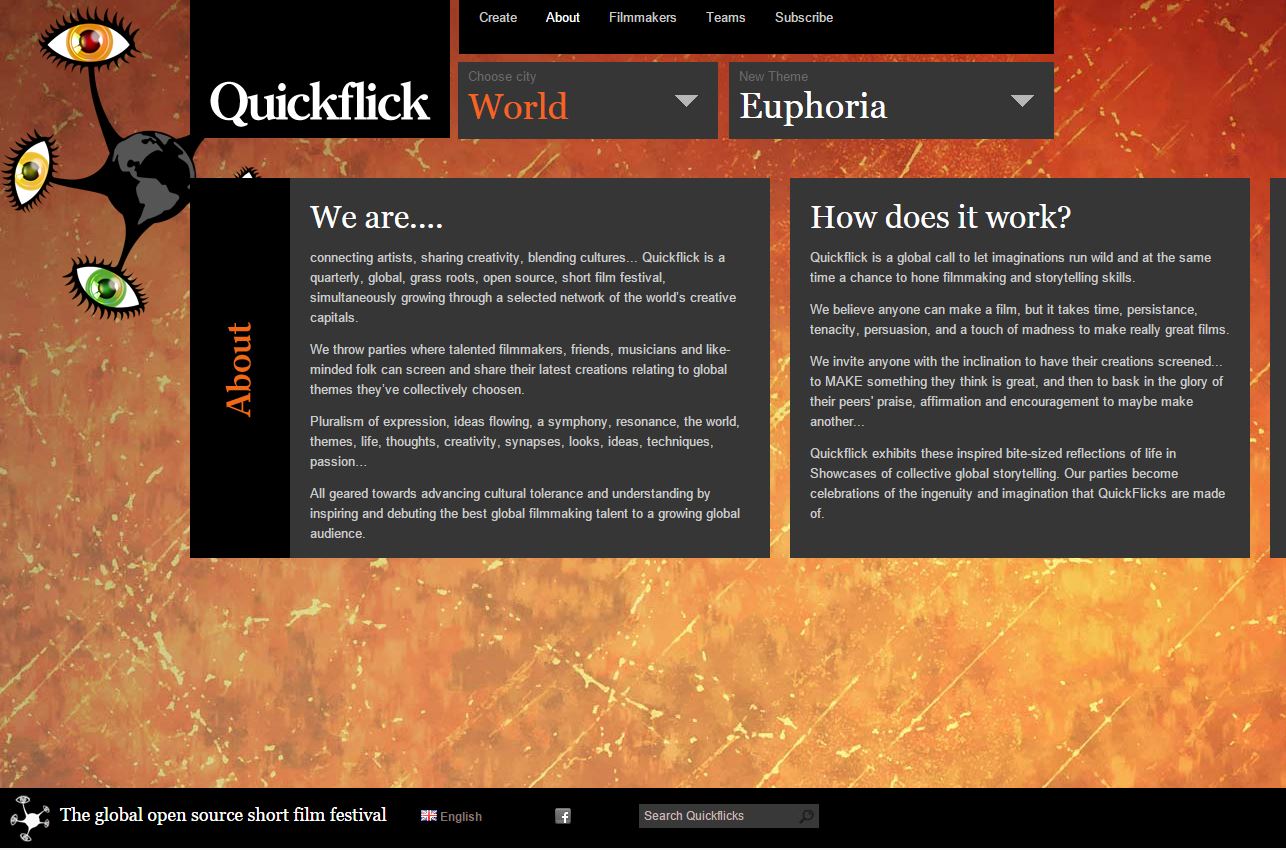 Create About Filmmakers Teams Subscribe
Quickflick
Choose city
World
New Theme
Euphoria
About
We are....
connecting artists, sharing creativity, blending cultures... Quickflick is a
quarterly, global, grass roots, open source, short film festival,
simultaneously growing through a selected network of the world's creative
capitals.
We throw parties where talented filmmakers, friends, musicians and like-
minded folk can screen and share their latest creations relating to global
themes they've collectively choosen.
Pluralism of expression, ideas flowing, a symphony, resonance, the world,
themes, life, thoughts, creativity, synapses, looks, ideas, techniques,
passion...
All geared towards advancing cultural tolerance and understanding by
inspiring and debuting the best global filmmaking talent to a growing global
audience.
How does it work?
Quickflick is a global call to let imaginations run wild and at the same
time a chance to hone filmmaking and storytelling skills.
We believe anyone can make a film, but it takes time, persistance,
tenacity, persuasion, and a touch of madness to make really great films.
We invite anyone with the inclination to have their creations screened...
to MAKE something they think is great, and then to bask in the glory of
their peers' praise, affirmation and encouragement to maybe make
another...
Quickflick exhibits these inspired bite-sized reflections of life in
Showcases of collective global storytelling. Our parties become
celebrations of the ingenuity and imagination that QuickFlicks are made
of.
The global open source short film festival
English
Search Quickflicks